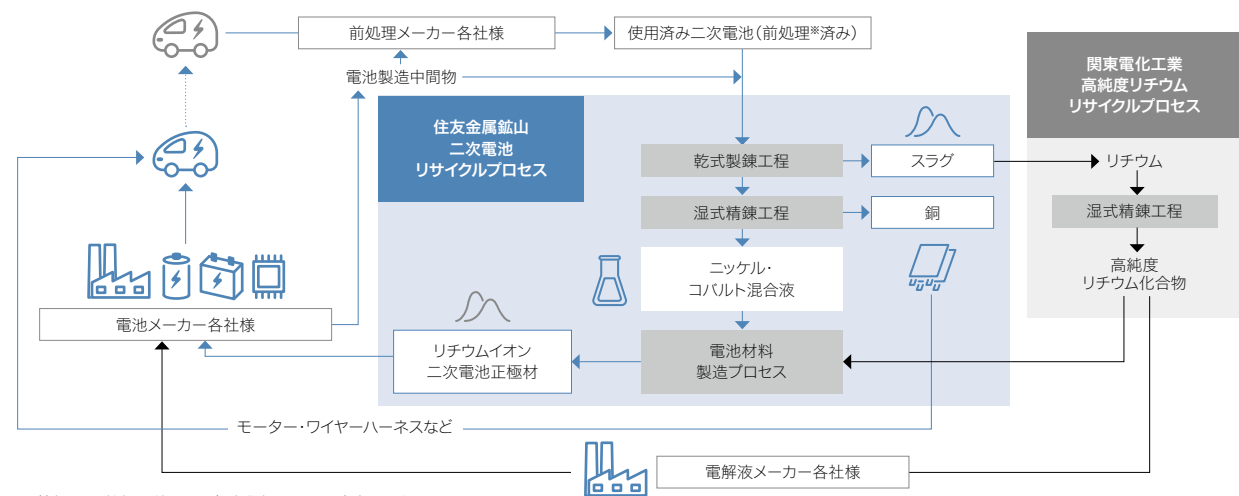 前処理メーカー各社様
使用済み二次電池(前処理※済み)
電池製造中間物
関東電化工業
高純度リチウム
リサイクルプロセス
住友金属鉱山
二次電池
リサイクルプロセス
乾式製錬工程
スラグ
リチウム
湿式精錬工程
銅
湿式精錬工程
ニッケル・
コバルト混合液
高純度
リチウム化合物
電池メーカー各社様
リチウムイオン
二次電池正極材
電池材料
製造プロセス
モーター・ワイヤーハーネスなど
電解液メーカー各社様